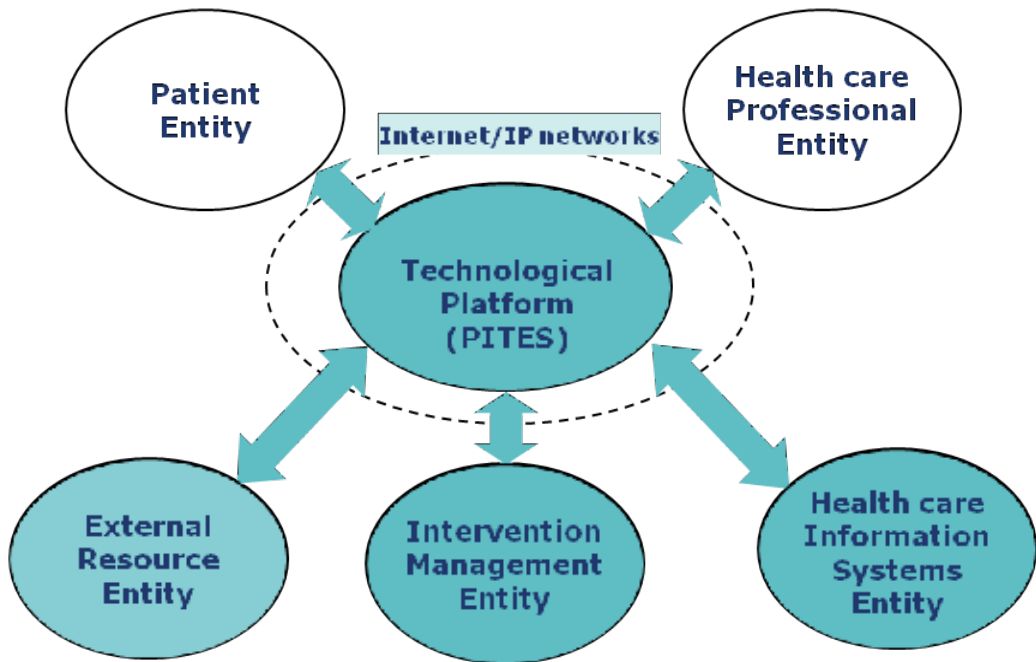 Patient
Entity
Health care
Professional
Entity
Internet/IP networks
Technological
Platform
(PITES)
External
Resource
Entity
Intervention
Management
Entity
Health care
Information
Systems
Entity